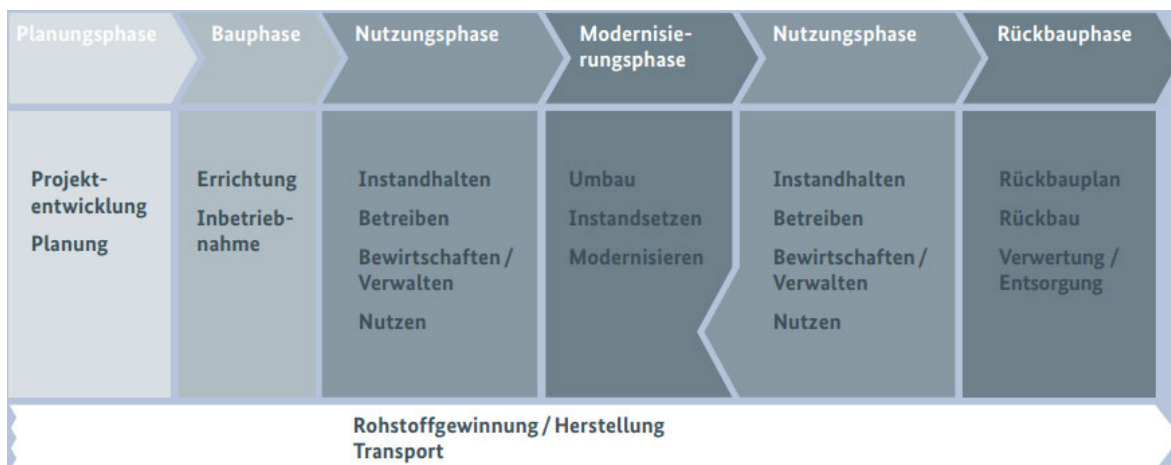 Planungsphase
Bauphase
Nutzungsphase
Modernisie-
rungsphase
Nutzungsphase
Rückbauphase
Projekt-
entwicklung
Planung
Errichtung
Inbetrieb-
nahme
Instandhalten
Betreiben
Bewirtschaften /
Verwalten
Nutzen
Umbau
Instandsetzen
Modernisieren
Instandhalten
Betreiben
Bewirtschaften /
Verwalten
Nutzen
Rückbauplan
Rückbau
Verwertung /
Entsorgung
Rohstoffgewinnung / Herstellung
Transport